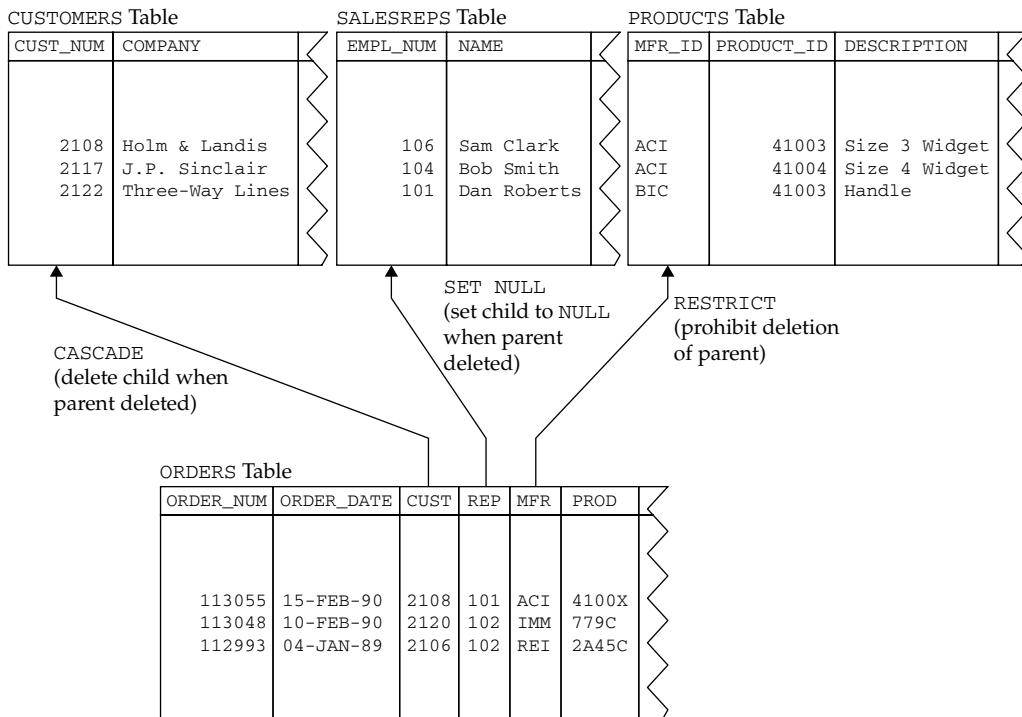 CUSTOMERS Table
CUST_NUM COMPANY
2108 Holm & Landis
2117 J.P. Sinclair
2122 Three-Way Lines
SALESREPS Table
EMPL_NUM NAME
106 Sam Clark
104 Bob Smith
101 Dan Roberts
PRODUCTS Table
MFR_ID PRODUCT_ID DESCRIPTION
ACI 41003 Size 3 Widget
ACI 41004 Size 4 Widget
BIC 41003 Handle
CASCADE
(delete child when
parent deleted)
SET NULL
(set child to NULL
when parent
deleted)
RESTRICT
(prohibit deletion
of parent)
ORDERS Table
ORDER_NUM ORDER_DATE CUST REP MFR PROD
113055 15-FEB-90 2108 101 ACI 4100X
113048 10-FEB-90 2120 102 IMM 779C
112993 04-JAN-89 2106 102 REI 2A45C